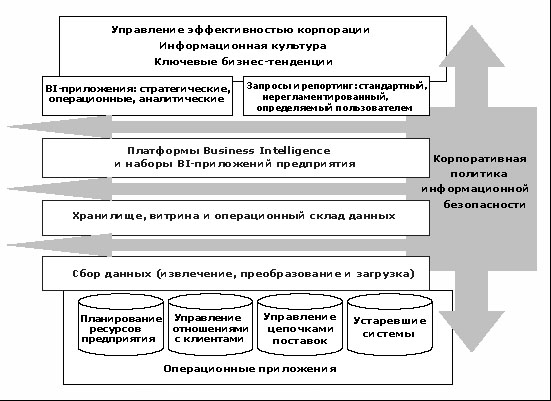 Управление эффективностью корпорации
Информационная культура
Ключевые бизнес-тенденции
BI-приложения: стратегические,
операционные, аналитические
Запросы и репортинг: стандартный,
нерегламентированный,
определяемый пользователем
Платформы Business Intelligence
и наборы BI-приложений предприятия
Корпоративная
политика
информационной
безопасности
Хранилище, витрина и операционный склад данных
Сбор данных (извлечение, преобразование и загрузка)
Планирование
ресурсов
предприятия
Управление
отношениями
с клиентами
Управление
цепочками
поставок
Устаревшие
системы
Операционные приложения